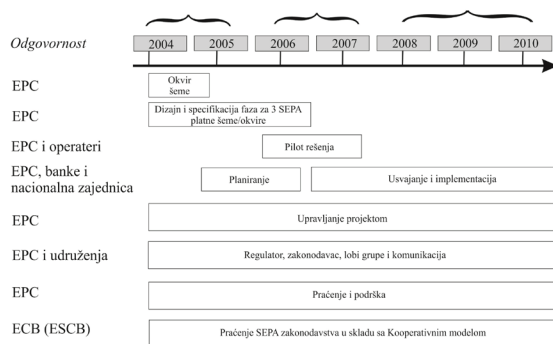 Odgovornost 2004 2005 2006 2007 2008 2009 2010
EPC Okvir
šeme
EPC Dizajn i specifikacija faza za 3 SEPA
platne šeme/okvire
EPC i operateri Pilot rešenja
EPC, banke i
nacionalna zajednica Planiranje Usvajanje i implementacija
EPC Upravljanje projektom
EPC i udruženja Regulator, zakonodavac, lobi grupe i komunikacija
EPC Praćenje i podrška
ECB (ESCB) Praćenje SEPA zakonodavstva u skladu sa Kooperativnim modelom